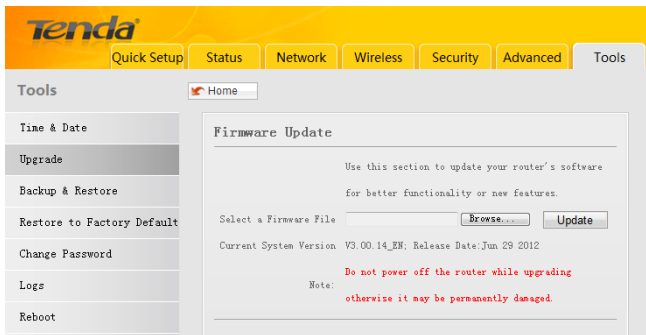 Tenda
Quick Setup Status Network Wireless Security Advanced Tools
Tools
Home
Time & Date
Upgrade
Backup & Restore
Restore to Factory Default
Change Password
Logs
Reboot
Firmware Update
Use this section to update your router's software
for better functionality or new features.
Select a Firmware File Browse... Update
Current System Version V3.00.14_EN; Release Date:Jun 29 2012
Note: Do not power off the router while upgrading
otherwise it may be permanently damaged.